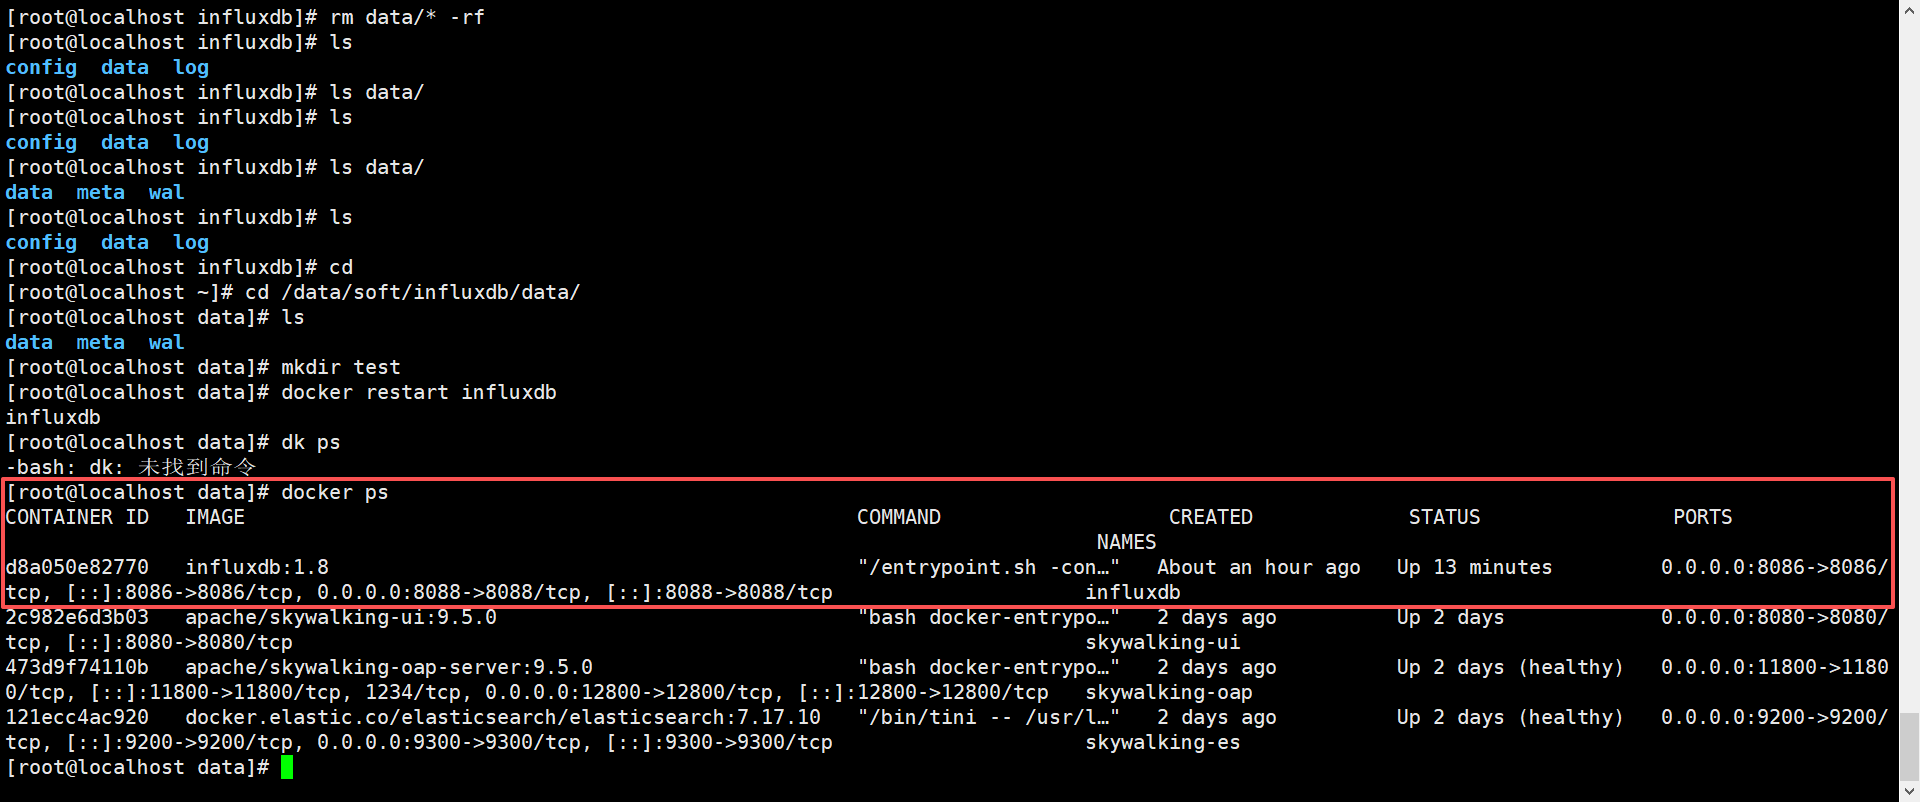 [root@localhost influxdb]# rm data/* -rf
[root@localhost influxdb]# ls
config  data  log
[root@localhost influxdb]# ls data/
[root@localhost influxdb]# ls
config  data  log
[root@localhost influxdb]# ls data/
data  meta  wal
[root@localhost influxdb]# ls
config  data  log
[root@localhost influxdb]# cd
[root@localhost ~]# cd /data/soft/influxdb/data/
[root@localhost data]# ls
data  meta  wal
[root@localhost data]# mkdir test
[root@localhost data]# docker restart influxdb
influxdb
[root@localhost data]# dk ps
-bash: dk: 未找到命令
[root@localhost data]# docker ps
CONTAINER ID   IMAGE                                                   COMMAND                   CREATED             STATUS                PORTS
                                                                                           NAMES
d8a050e82770   influxdb:1.8                                            "/entrypoint.sh -con…"   About an hour ago   Up 13 minutes         0.0.0.0:8086->8086/
tcp, [::]:8086->8086/tcp, 0.0.0.0:8088->8088/tcp, [::]:8088->8088/tcp                     influxdb
2c982e6d3b03   apache/skywalking-ui:9.5.0                              "bash docker-entrypo…"   2 days ago          Up 2 days             0.0.0.0:8080->8080/
tcp, [::]:8080->8080/tcp                                                                  skywalking-ui
473d9f74110b   apache/skywalking-oap-server:9.5.0                      "bash docker-entrypo…"   2 days ago          Up 2 days (healthy)   0.0.0.0:11800->1180
0/tcp, [::]:11800->11800/tcp, 1234/tcp, 0.0.0.0:12800->12800/tcp, [::]:12800->12800/tcp   skywalking-oap
121ecc4ac920   docker.elastic.co/elasticsearch/elasticsearch:7.17.10   "/bin/tini -- /usr/l…"   2 days ago          Up 2 days (healthy)   0.0.0.0:9200->9200/
tcp, [::]:9200->9200/tcp, 0.0.0.0:9300->9300/tcp, [::]:9300->9300/tcp                     skywalking-es
[root@localhost data]#